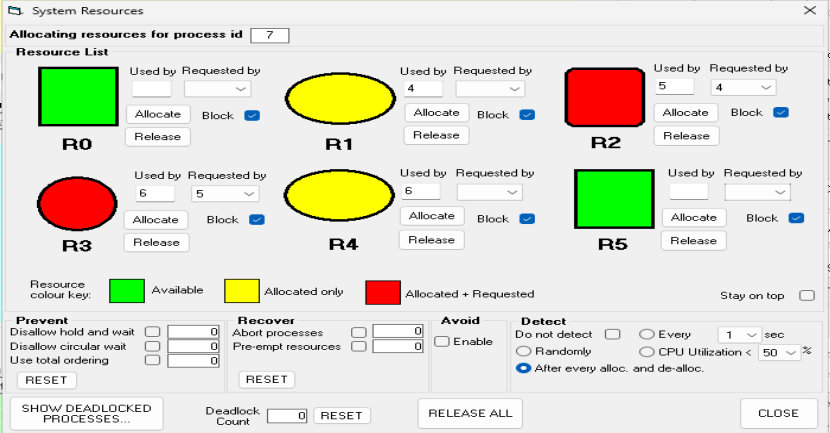 System Resources
Allocating resources for process id 7
Resource List
Used by Requested by
Allocate Block
Release
R0
Used by Requested by
4
Allocate Block
Release
R1
Used by Requested by
5 4
Allocate Block
Release
R2
Used by Requested by
6 5
Allocate Block
Release
R3
Used by Requested by
6
Allocate Block
Release
R4
Used by Requested by
Allocate Block
Release
R5
Resource
colour key:
Available
Allocated only
Allocated + Requested
Stay on top
Prevent
Disallow hold and wait 0
Disallow circular wait 0
Use total ordering 0
RESET
Recover
Abort processes 0
Pre-empt resources 0
RESET
Avoid
Enable
Detect
Do not detect Every 1 sec
Randomly CPU Utilization < 50 %
After every alloc. and de-alloc.
SHOW DEADLOCKED
PROCESSES...
Deadlock
Count
0 RESET
RELEASE ALL
CLOSE